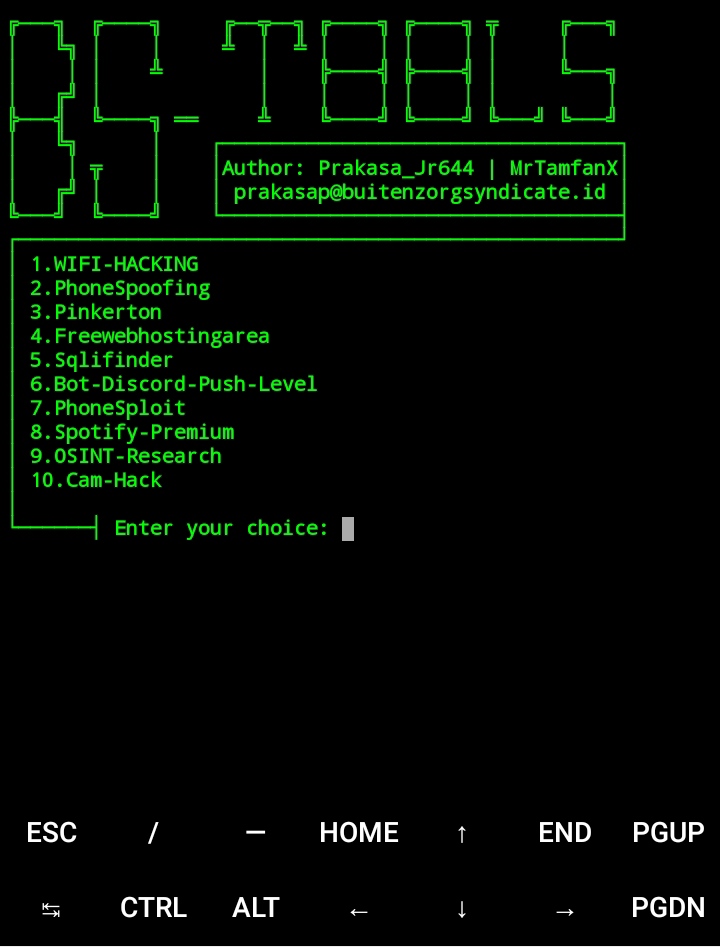 BS-T88LS
Author: Prakasa_Jr644 | MrTamfanX
prakasap@buitenzorgsyndicate.id
1.WIFI-HACKING
2.PhoneSpoofing
3.Pinkerton
4.Freewebhostingarea
5.Sqlifinder
6.Bot-Discord-Push-Level
7.PhoneSploit
8.Spotify-Premium
9.OSINT-Research
10.Cam-Hack
Enter your choice:
ESC / — HOME ↑ END PGUP
↹ CTRL ALT ← ↓ → PGDN